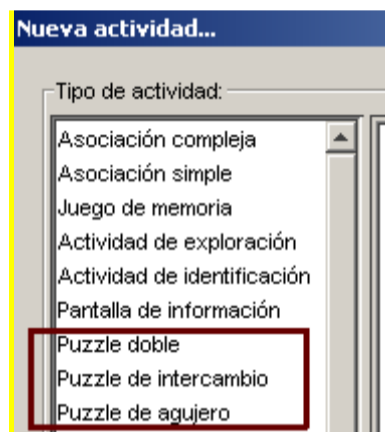 Nueva actividad...
Tipo de actividad:
Asociación compleja
Asociación simple
Juego de memoria
Actividad de exploración
Actividad de identificación
Pantalla de información
Puzzle doble
Puzzle de intercambio
Puzzle de agujero